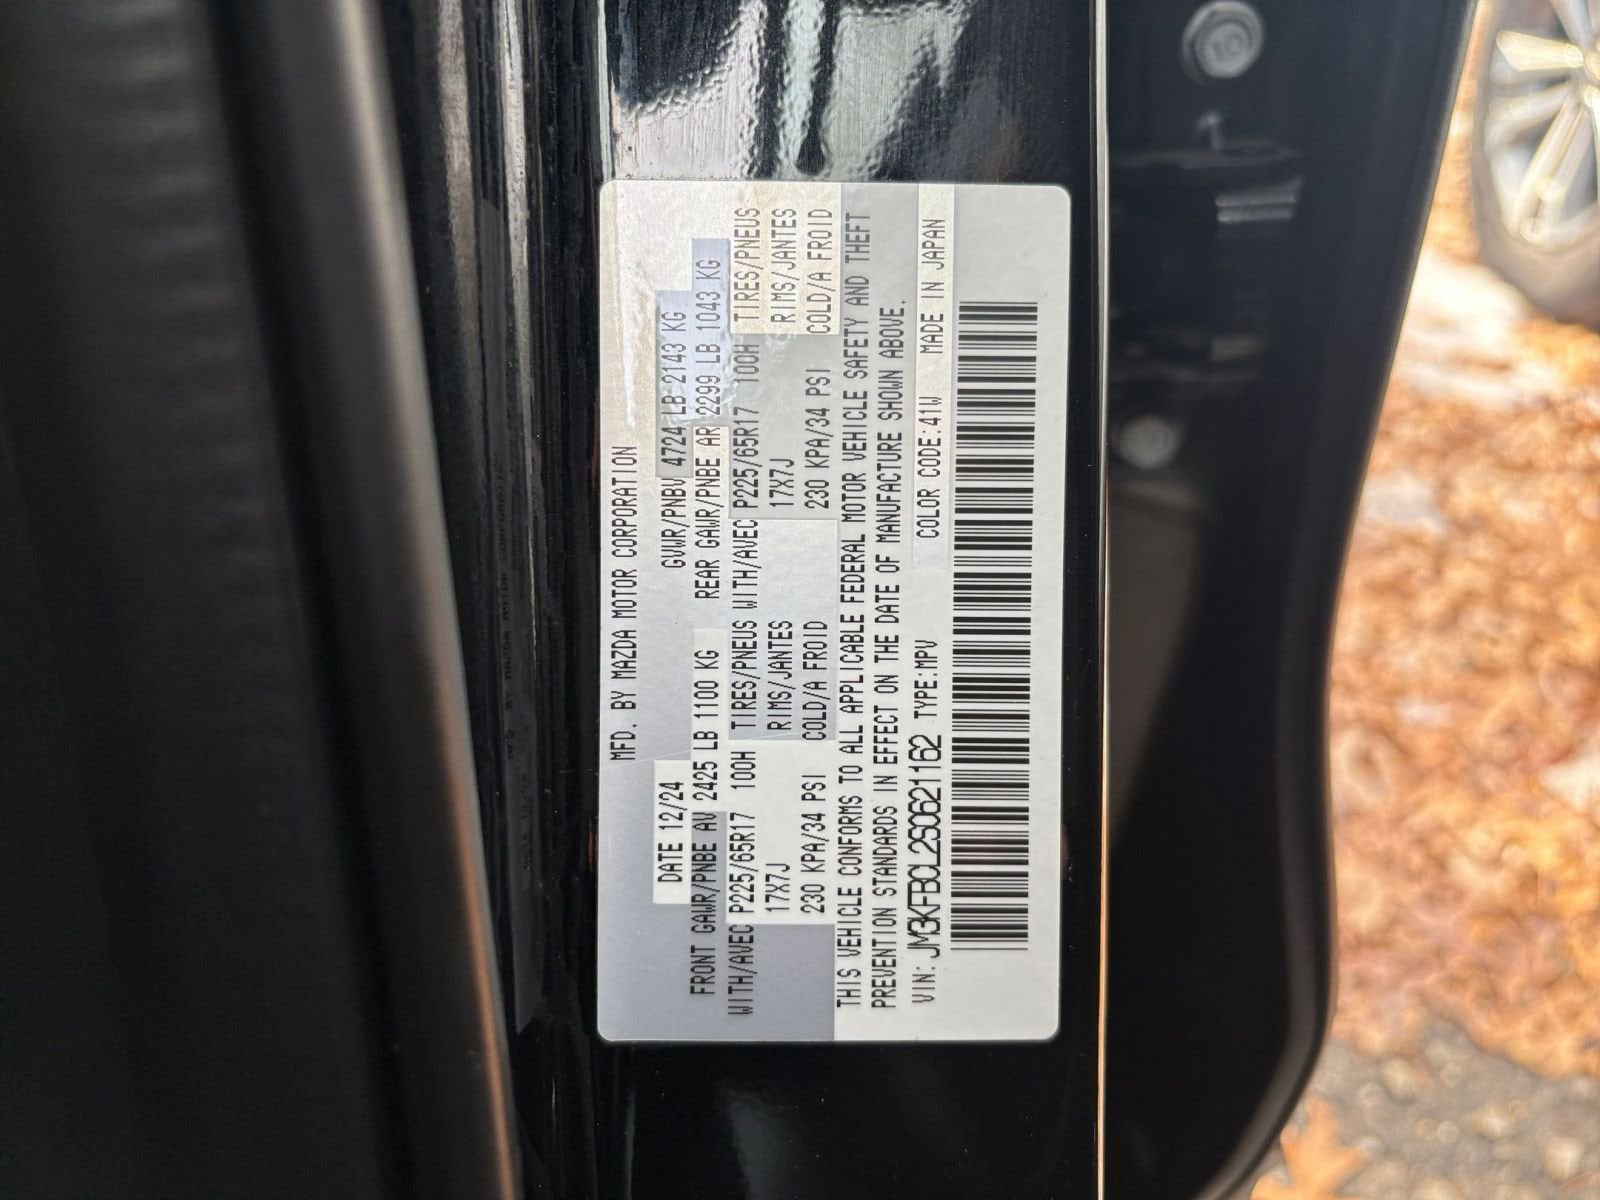 MFD. BY MAZDA MOTOR CORPORATION
DATE 12/24 GVWR/PNBV 4724 LB 2143 KG
FRONT GAWR/PNBE AV 2425 LB 1100 KG REAR GAWR/PNBE AR 2299 LB 1043 KG
WITH/AVEC P225/65R17 100H TIRES/PNEUS WITH/AVEC P225/65R17 100H TIRES/PNEUS
17X7J RIMS/JANTES 17X7J RIMS/JANTES
230 KPA/34 PSI COLD/A FROID 230 KPA/34 PSI COLD/A FROID
THIS VEHICLE CONFORMS TO ALL APPLICABLE FEDERAL MOTOR VEHICLE SAFETY AND THEFT
PREVENTION STANDARDS IN EFFECT ON THE DATE OF MANUFACTURE SHOWN ABOVE.
VIN: JM3KFBCL2S0621162 TYPE:MPV COLOR CODE:41W MADE IN JAPAN
10